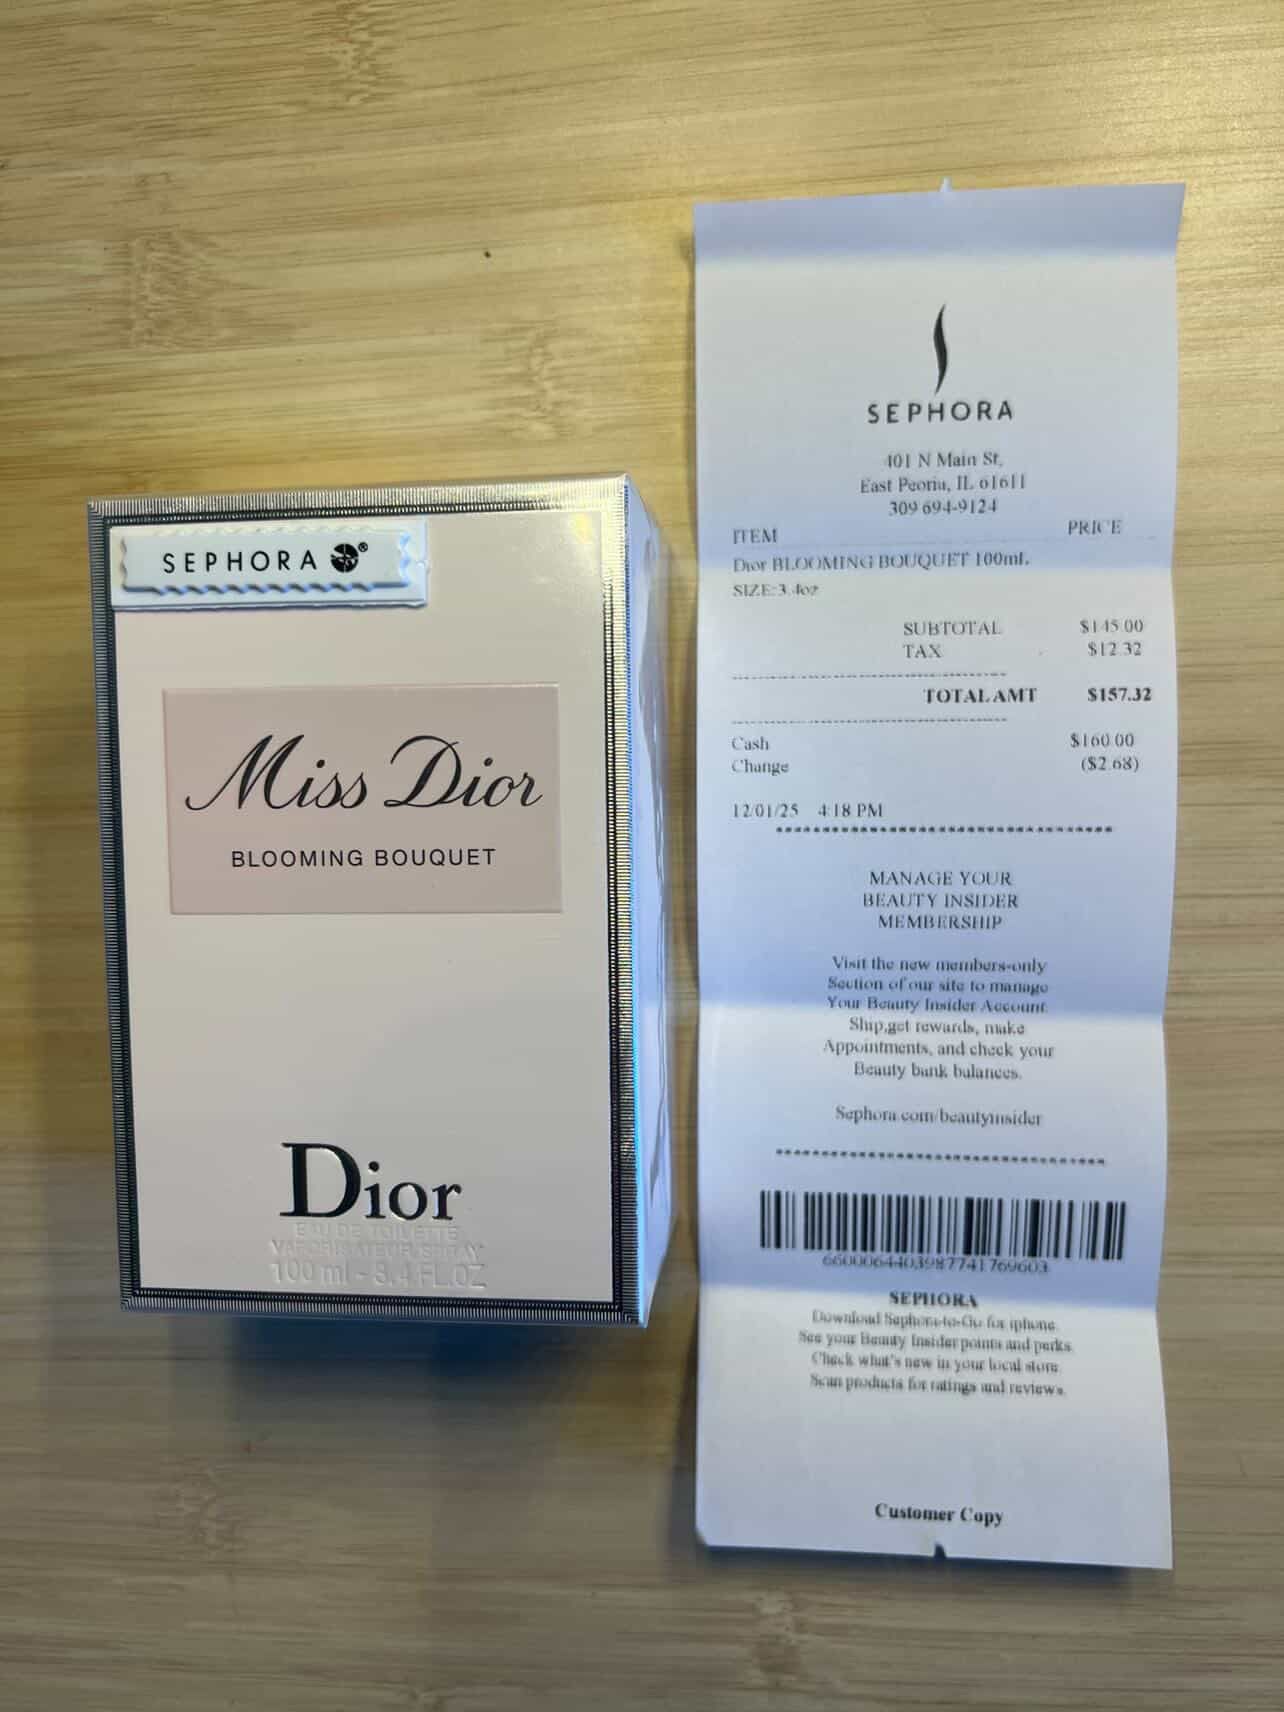 SEPHORA
Miss Dior
BLOOMING BOUQUET
Dior
EAU DE TOILETTE
VAPORISATEUR SPRAY
100 ml - 3.4 FL.OZ
SEPHORA
401 N Main St,
East Peoria, IL 61611
309 694-9124
ITEM PRICE
Dior BLOOMING BOUQUET 100mL
SIZE:3.4oz
SUBTOTAL $145.00
TAX $12.32
TOTAL AMT $157.32
Cash $160.00
Change ($2.68)
12/01/25 4:18 PM
MANAGE YOUR
BEAUTY INSIDER
MEMBERSHIP
Visit the new members-only
Section of our site to manage
Your Beauty Insider Account.
Ship,get rewards, make
Appointments, and check your
Beauty bank balances.
Sephora.com/beautyinsider
6600064403987741769603
SEPHORA
Download Sephora-to-Go for iphone.
See your Beauty Insider points and perks.
Check what's new in your local store.
Scan products for ratings and reviews.
Customer Copy